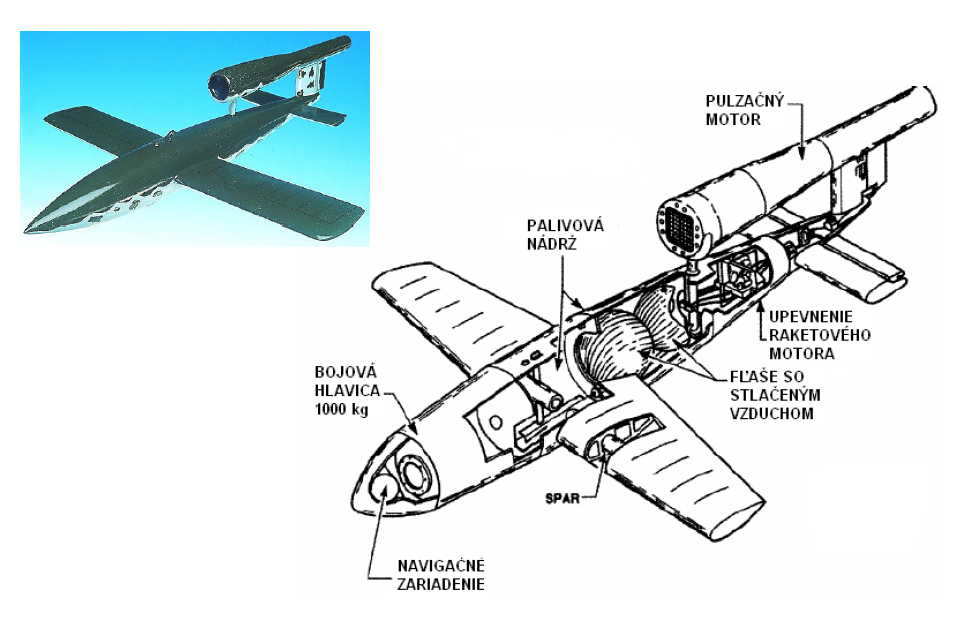 PULZAČNÝ
MOTOR
PALIVOVÁ
NÁDRŽ
UPEVNENIE
RAKETOVÉHO
MOTORA
BOJOVÁ
HLAVICA
1000 kg
FĽAŠE SO
STLAČENÝM
VZDUCHOM
SPAR
NAVIGAČNÉ
ZARIADENIE